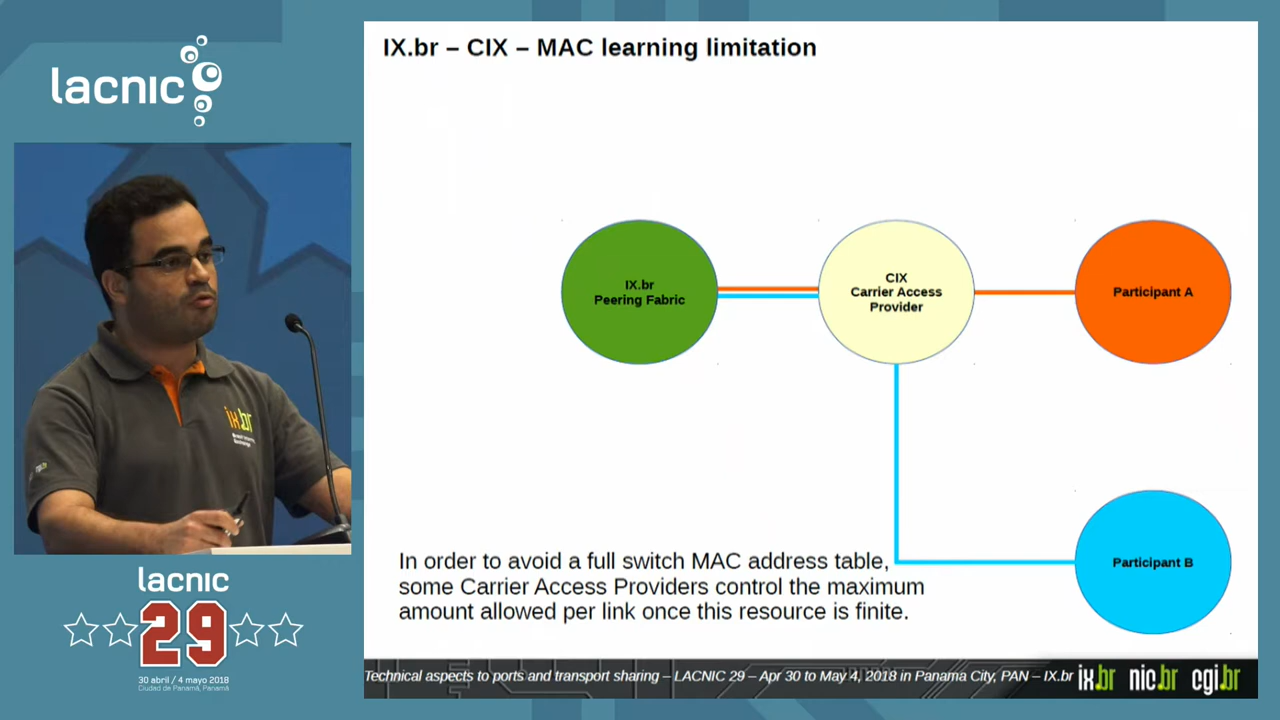 lacnic
IX.br – CIX – MAC learning limitation
IX.br
Peering Fabric
CIX
Carrier Access
Provider
Participant A
Participant B
ix.br
In order to avoid a full switch MAC address table,
some Carrier Access Providers control the maximum
amount allowed per link once this resource is finite.
lacnic
29
30 abril / 4 mayo 2018
Ciudad de Panamá, Panamá
Technical aspects to ports and transport sharing – LACNIC 29 – Apr 30 to May 4, 2018 in Panama City, PAN – IX.br
ix.br nic.br cgi.br